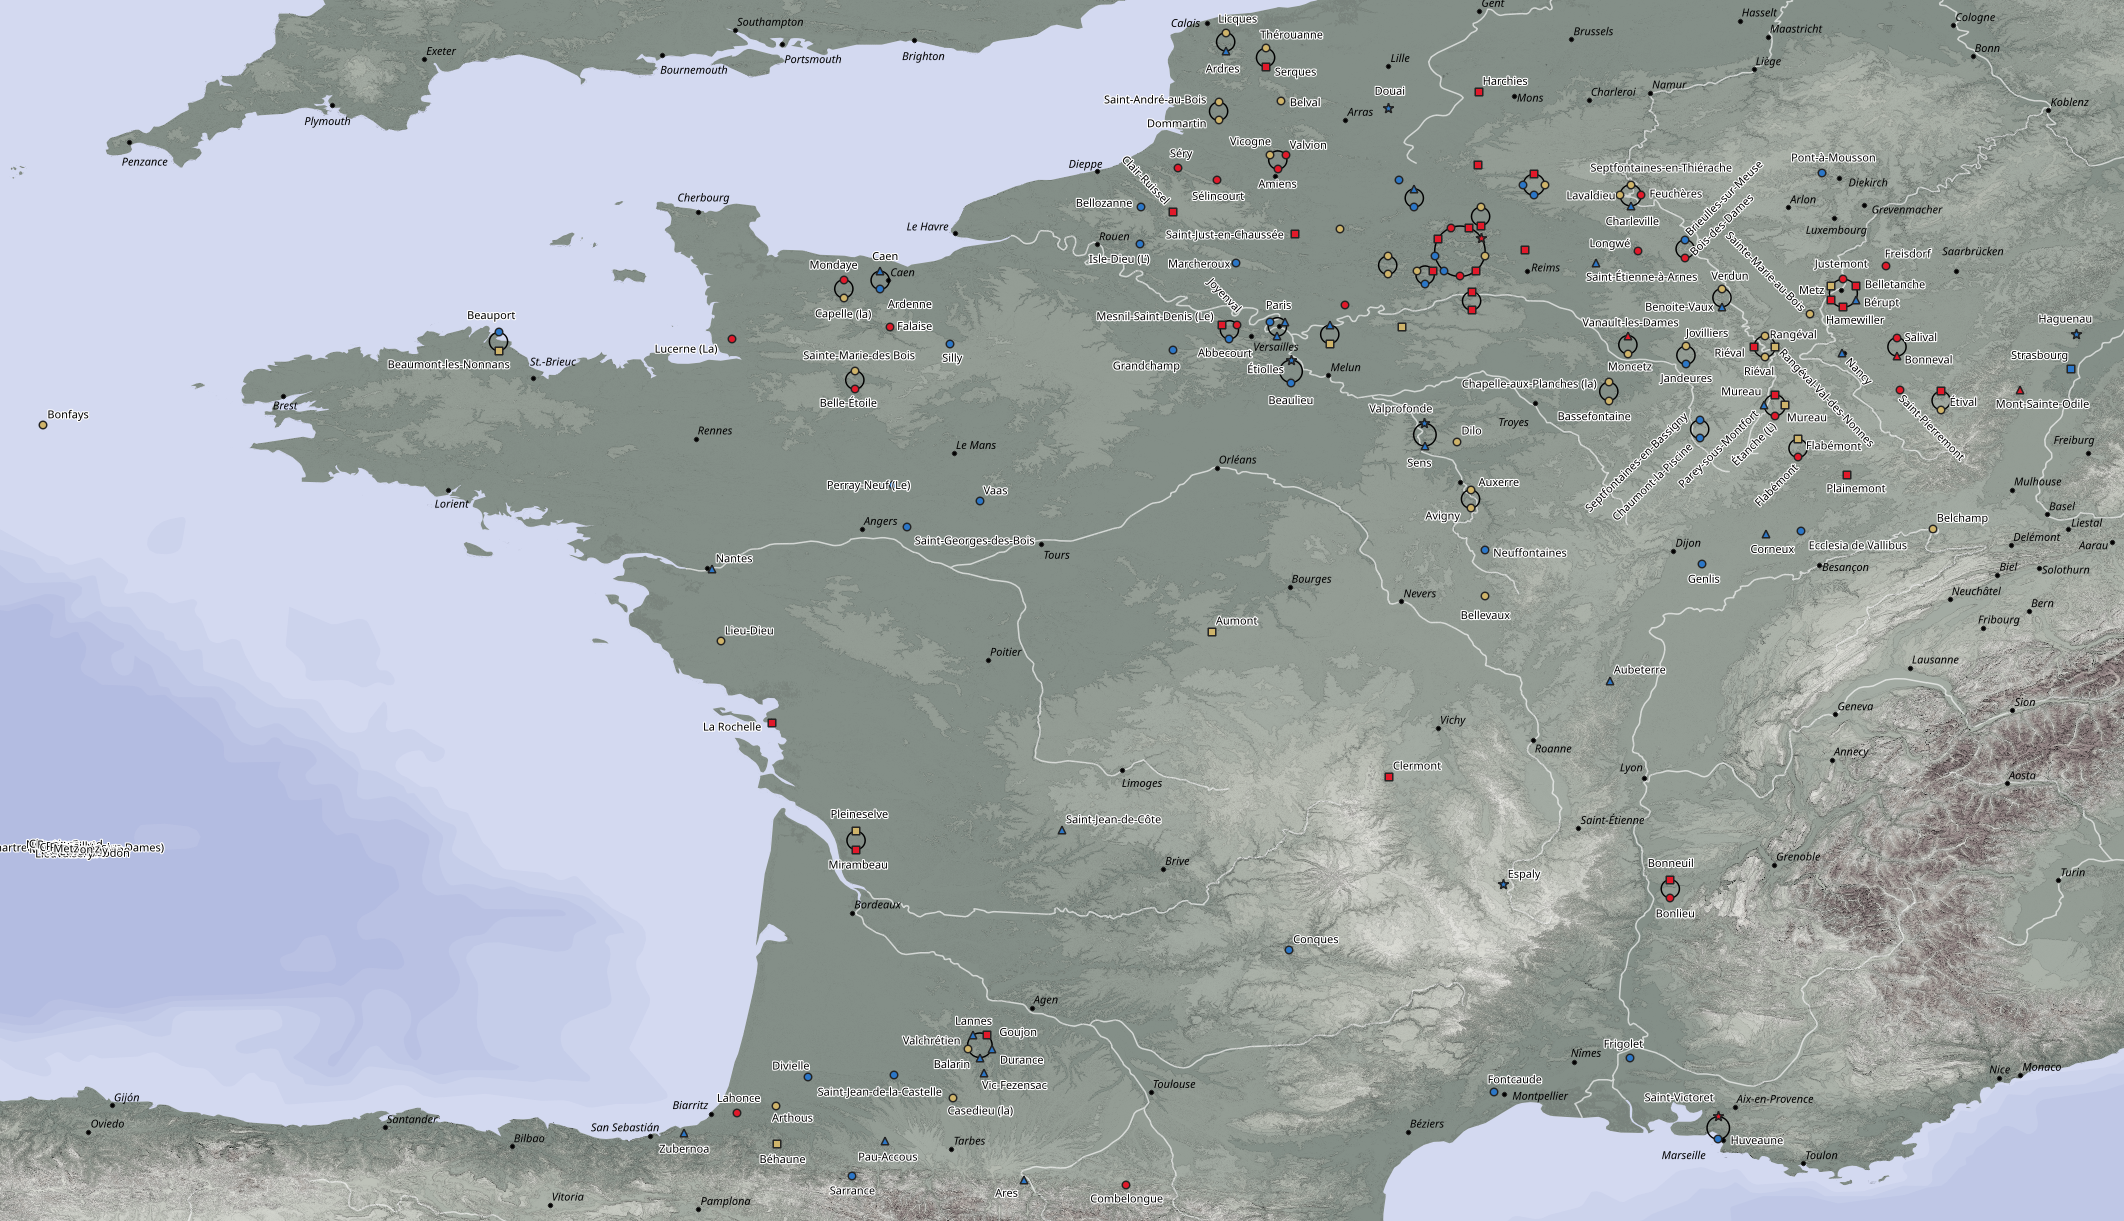 Southampton
Exeter
Portsmouth
Brighton
Bournemouth
Plymouth
Penzance
Calais
Licques
Thérouanne
Ardres
Serques
Gent
Brussels
Hasselt
Maastricht
Cologne
Bonn
Liège
Lille
Douai
Harchies
Mons
Charleroi
Namur
Koblenz
Saint-André-au-Bois
Belval
Dommartin
Arras
Vicogne
Valvion
Dieppe
Clair-Ruissel
Séry
Sélincourt
Amiens
Septfontaines-en-Thiérache
Lavaldieu
Feuchères
Charleville
Brieulles-sur-Meuse
Bois-des-Dames
Pont-à-Mousson
Diekirch
Arlon
Grevenmacher
Luxembourg
Cherbourg
Le Havre
Bellozanne
Rouen
Isle-Dieu (L')
Saint-Just-en-Chaussée
Marcheroux
Reims
Longwé
Saint-Étienne-à-Arnes
Sainte-Marie-au-Bois
Verdun
Benoite-Vaux
Justemont
Freisdorf
Saarbrücken
Metz
Belletanche
Bérupt
Hamewiller
Mondaye
Caen
Caen
Ardenne
Capelle (la)
Falaise
Lucerne (La)
Sainte-Marie-des Bois
Belle-Étoile
Silly
Joyenval
Mesnil-Saint-Denis (Le)
Abbecourt
Grandchamp
Paris
Versailles
Étiolles
Beaulieu
Melun
Vanault-les-Dames
Moncetz
Jovilliers
Jandeures
Rangéval
Riéval
Riéval
Rangéval-Val-des-Nonnes
Nancy
Salival
Bonneval
Haguenau
Strasbourg
Beauport
Beaumont-les-Nonnans
St.-Brieuc
Brest
Bonfays
Rennes
Le Mans
Lorient
Chapelle-aux-Planches (la)
Bassefontaine
Troyes
Valprofonde
Dilo
Sens
Mureau
Mureau
Septfontaines-en-Bassigny
Chaumont-la-Piscine
Parey-sous-Montfort
Étanche (L')
Flabémont
Flabémont
Saint-Pierremont
Étival
Mont-Sainte-Odile
Freiburg
Plainemont
Mulhouse
Perray-Neuf (Le)
Vaas
Angers
Saint-Georges-des-Bois
Tours
Orléans
Auxerre
Avigny
Neuffontaines
Bellevaux
Dijon
Genlis
Corneux
Ecclesia de Vallibus
Belchamp
Besançon
Basel
Liestal
Delémont
Aarau
Biel
Solothurn
Neuchâtel
Bern
Fribourg
Nantes
Lieu-Dieu
Bourges
Nevers
Aumont
Poitier
Aubeterre
Lausanne
Geneva
Sion
La Rochelle
Vichy
Roanne
Clermont
Limoges
Lyon
Annecy
Aosta
Pleineselve
Mirambeau
Saint-Jean-de-Côte
Saint-Étienne
Brive
Bordeaux
Espaly
Bonneuil
Bonlieu
Grenoble
Turin
Conques
Agen
Lannes
Goujon
Valchrétien
Balarin
Durance
Vic-Fezensac
Divielle
Saint-Jean-de-la-Castelle
Casedieu (la)
Toulouse
Nîmes
Frigolet
Fontcaude
Montpellier
Saint-Victoret
Aix-en-Provence
Huveaune
Marseille
Toulon
Nice
Monaco
Béziers
Gijón
Oviedo
Santander
Bilbao
San Sebastián
Biarritz
Lahonce
Arthous
Zubernoa
Béhaune
Pau-Accous
Tarbes
Sarrance
Ares
Combelongue
Vitoria
Pamplona